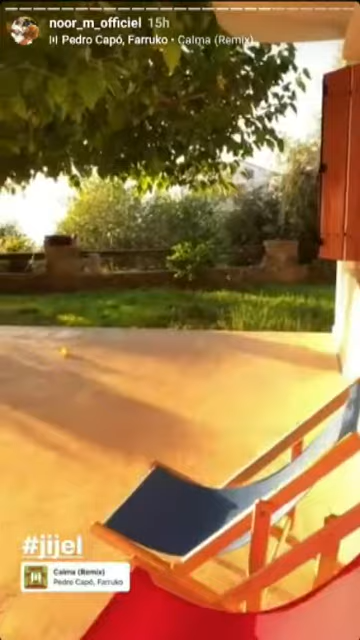 noor_m_officiel 15h
Pedro Capó, Farruko • Calma (Remix)
#jijel
Calma (Remix)
Pedro Capó, Farruko